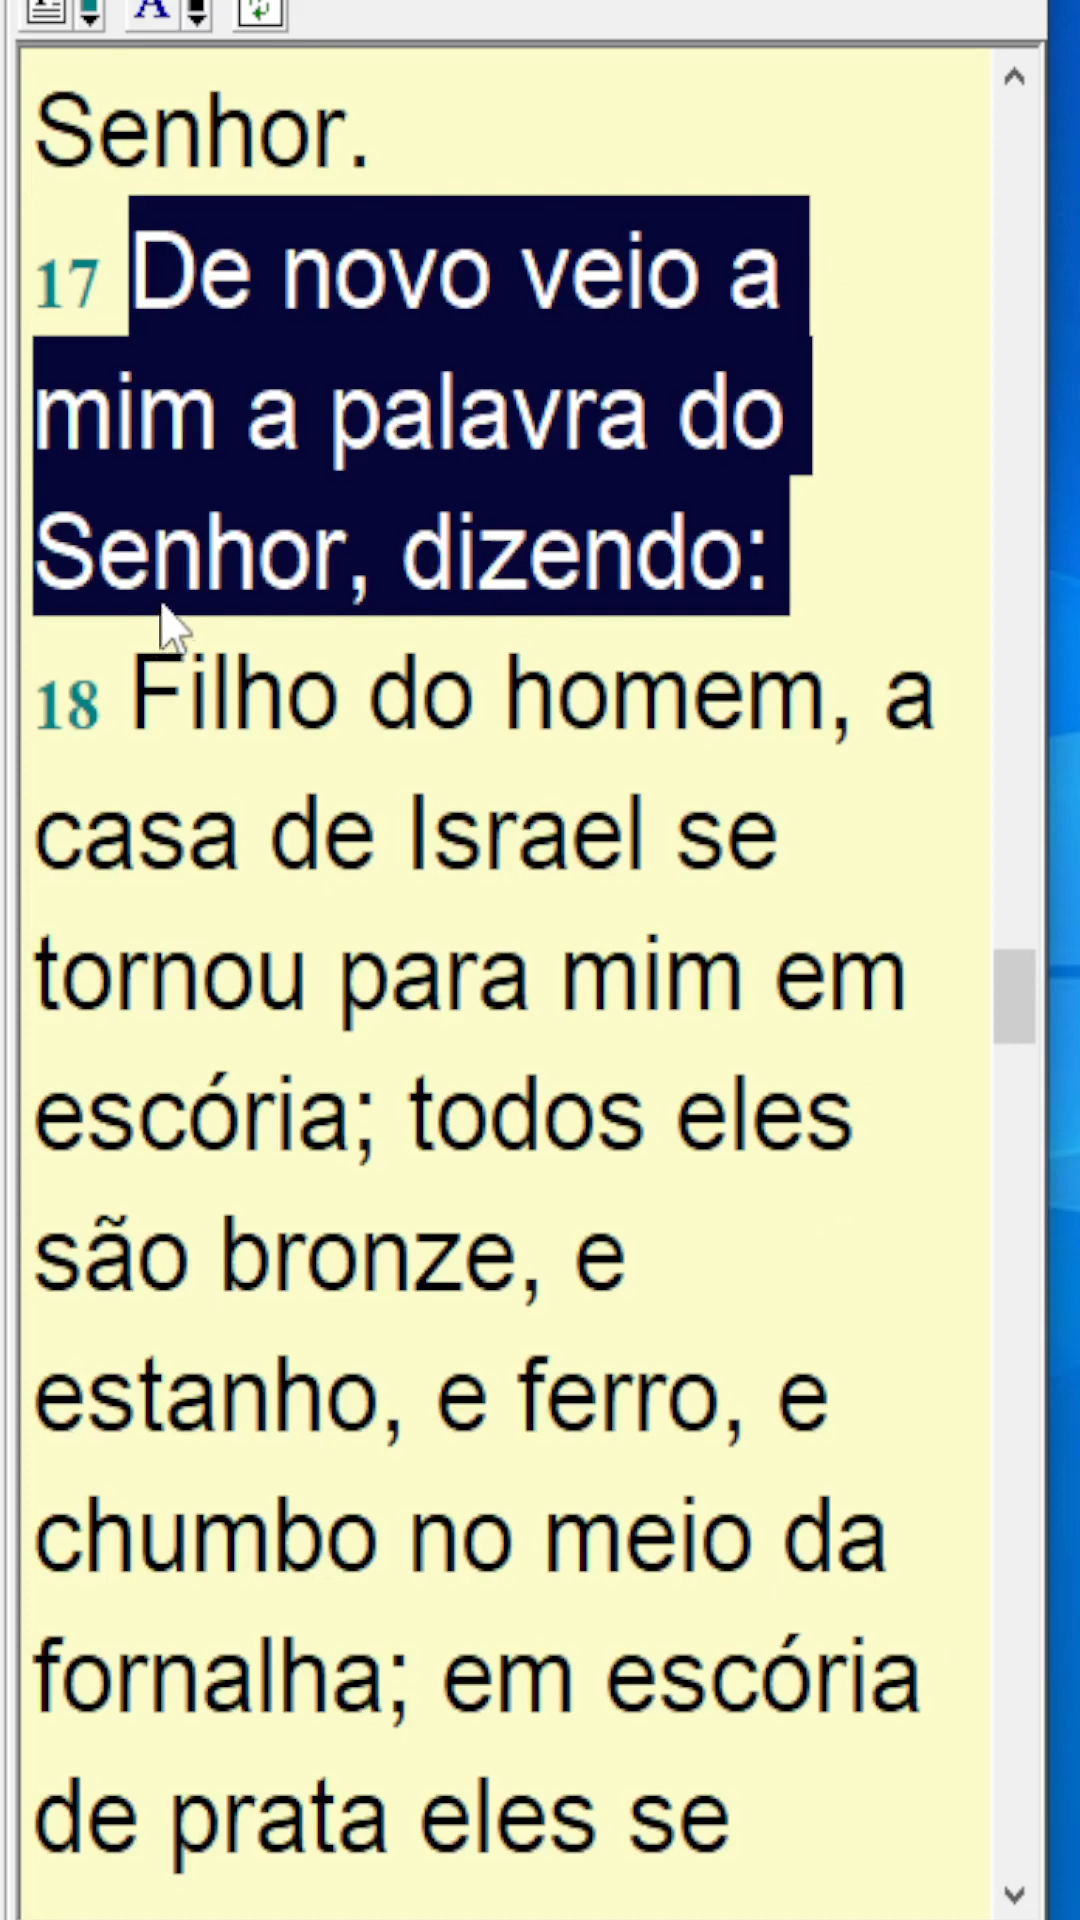 Senhor.
17 De novo veio a
mim a palavra do
Senhor, dizendo:
18 Filho do homem, a
casa de Israel se
tornou para mim em
escória; todos eles
são bronze, e
estanho, e ferro, e
chumbo no meio da
fornalha; em escória
de prata eles se